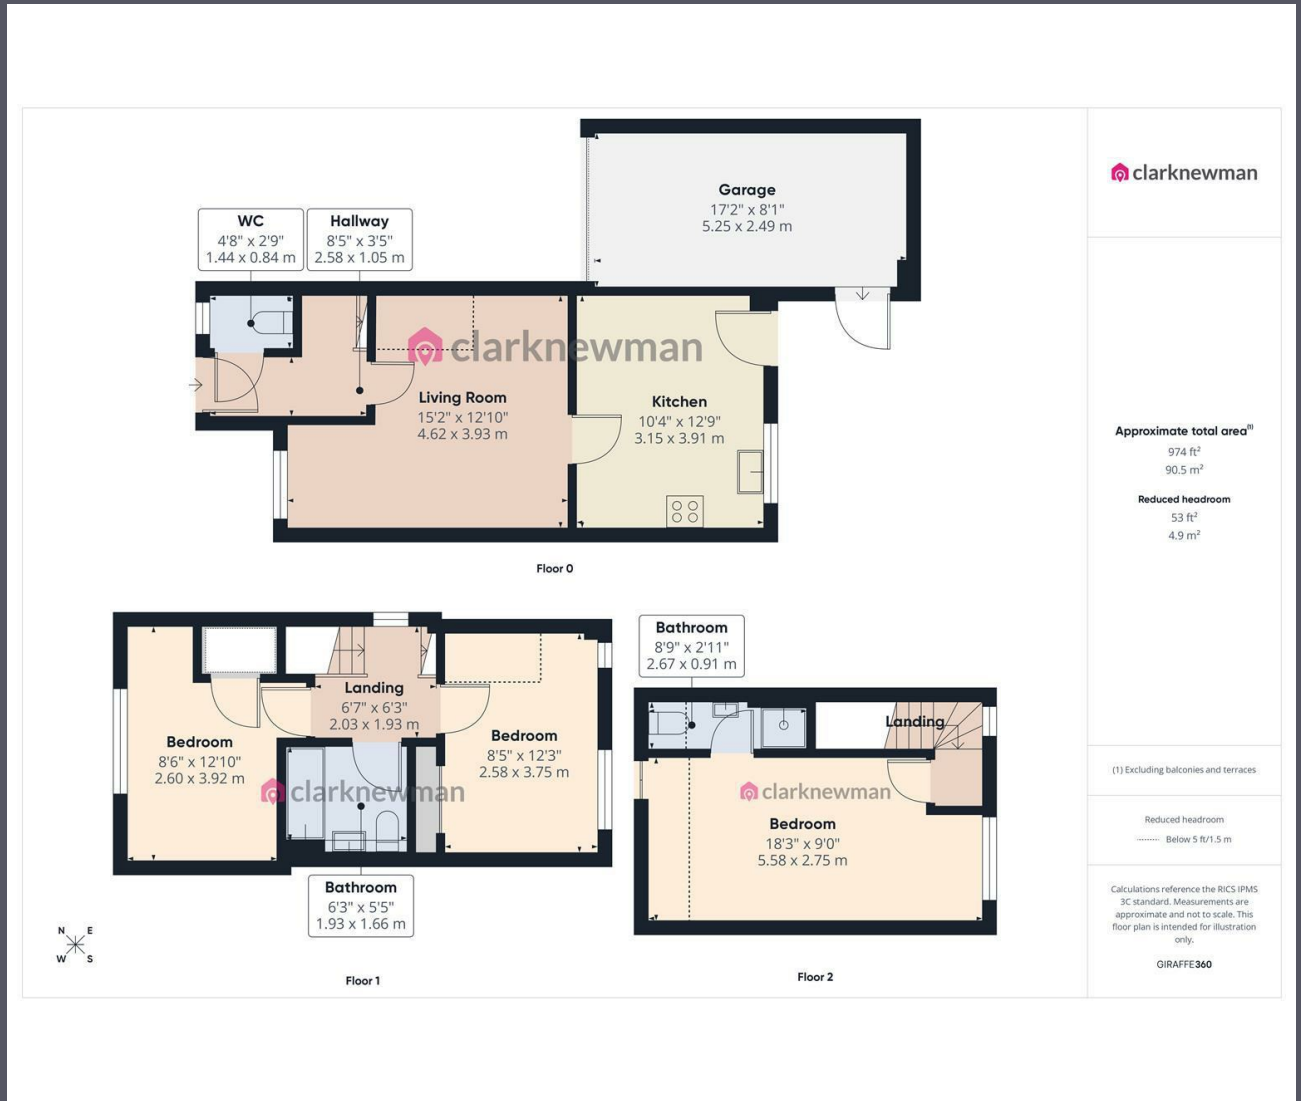 Garage
17'2" x 8'1"
5.25 x 2.49 m
WC
4'8" x 2'9"
1.44 x 0.84 m
Hallway
8'5" x 3'5"
2.58 x 1.05 m
clarknewman
Living Room
15'2" x 12'10"
4.62 x 3.93 m
Kitchen
10'4" x 12'9"
3.15 x 3.91 m
Floor 0
Landing
6'7" x 6'3"
2.03 x 1.93 m
Bedroom
8'6" x 12'10"
2.60 x 3.92 m
Bedroom
8'5" x 12'3"
2.58 x 3.75 m
clarknewman
Bathroom
6'3" x 5'5"
1.93 x 1.66 m
Floor 1
Bathroom
8'9" x 2'11"
2.67 x 0.91 m
Landing
clarknewman
Bedroom
18'3" x 9'0"
5.58 x 2.75 m
Floor 2
N E
W S
clarknewman
Approximate total area(1)
974 ft²
90.5 m²
Reduced headroom
53 ft²
4.9 m²
(1) Excluding balconies and terraces
Reduced headroom
Below 5 ft/1.5 m
Calculations reference the RICS IPMS
3C standard. Measurements are
approximate and not to scale. This
floor plan is intended for illustration
only.
GIRAFFE360